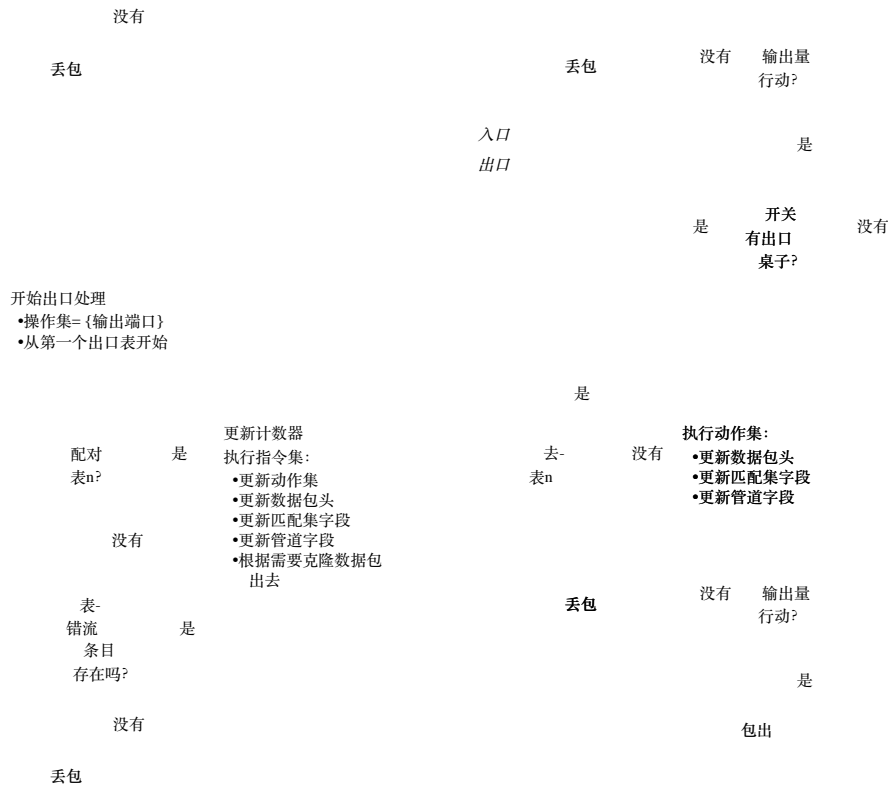 没有
丢包
丢包
没有
输出量
行动?
入口
出口
是
是
开关
有出口
桌子?
没有
开始出口处理
•操作集= {输出端口}
•从第一个出口表开始
是
配对
表n?
是
更新计数器
执行指令集:
•更新动作集
•更新数据包头
•更新匹配集字段
•更新管道字段
•根据需要克隆数据包
出去
去-
表n
没有
执行动作集:
•更新数据包头
•更新匹配集字段
•更新管道字段
没有
表-
错流
条目
存在吗?
是
丢包
没有
输出量
行动?
是
没有
包出
丢包